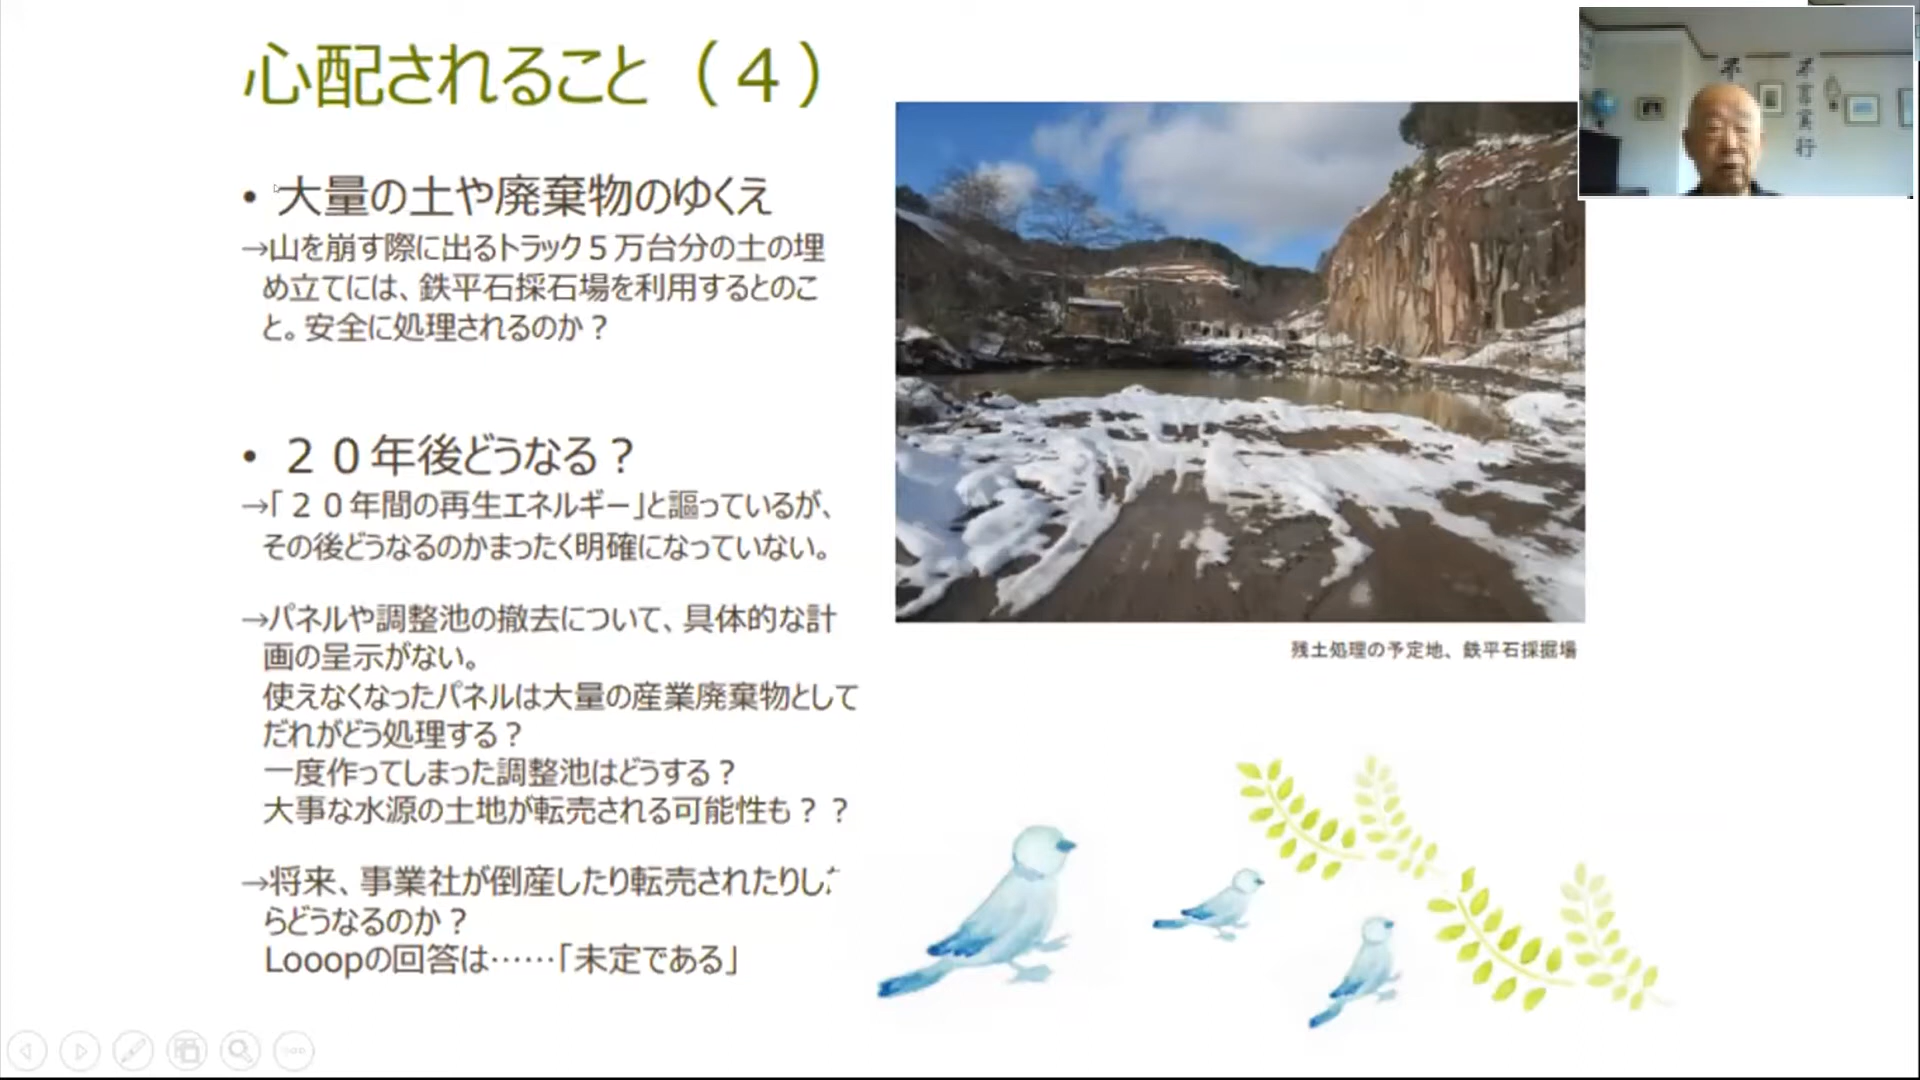 心配されること（４）
• 大量の土や廃棄物のゆくえ
→山を崩す際に出るトラック５万台分の土の埋
め立てには、鉄平石採石場を利用するとのこ
と。安全に処理されるのか？
• ２０年後どうなる？
→「２０年間の再生エネルギー」と謳っているが、
その後どうなるのかまったく明確になっていない。
→パネルや調整池の撤去について、具体的な計
画の呈示がない。
使えなくなったパネルは大量の産業廃棄物として
だれがどう処理する？
一度作ってしまった調整池はどうする？
大事な水源の土地が転売される可能性も？？
→将来、事業社が倒産したり転売されたりした
らどうなるのか？
Looopの回答は……「未定である」
残土処理の予定地、鉄平石採掘場
不
不言実行